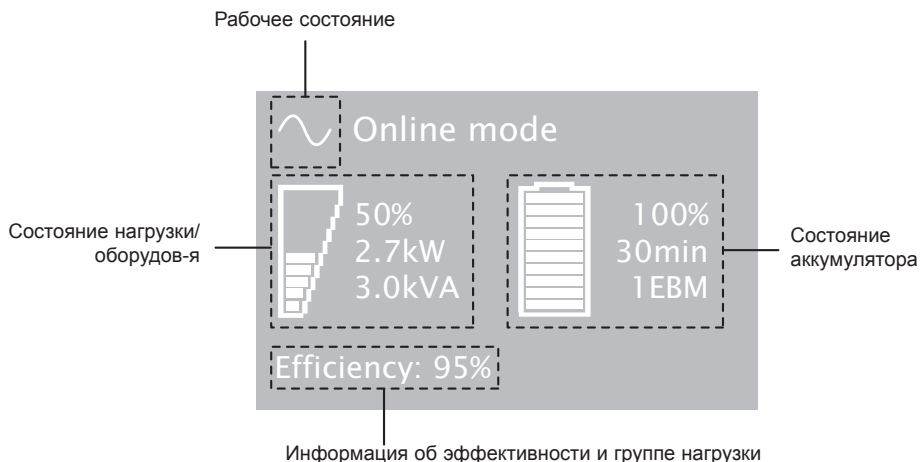 Рабочее состояние
Online mode
Состояние нагрузки/
оборудов-я
50%
2.7kW
3.0kVA
100%
30min
1EBM
Состояние
аккумулятора
Efficiency: 95%
Информация об эффективности и группе нагрузки